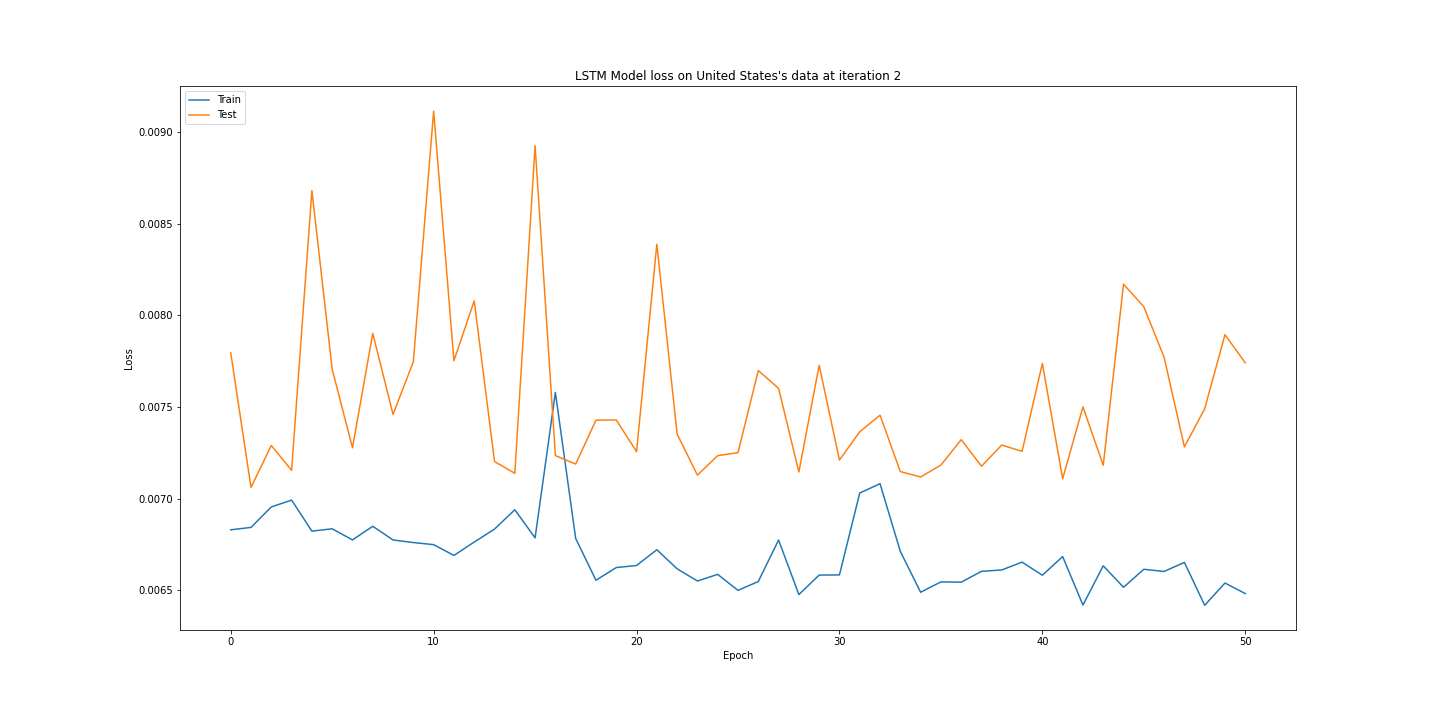 LSTM Model loss on United States's data at iteration 2
Train
Test
0.0090
0.0085
0.0080
0.0075
0.0070
0.0065
Loss
0 10 20 30 40 50
Epoch